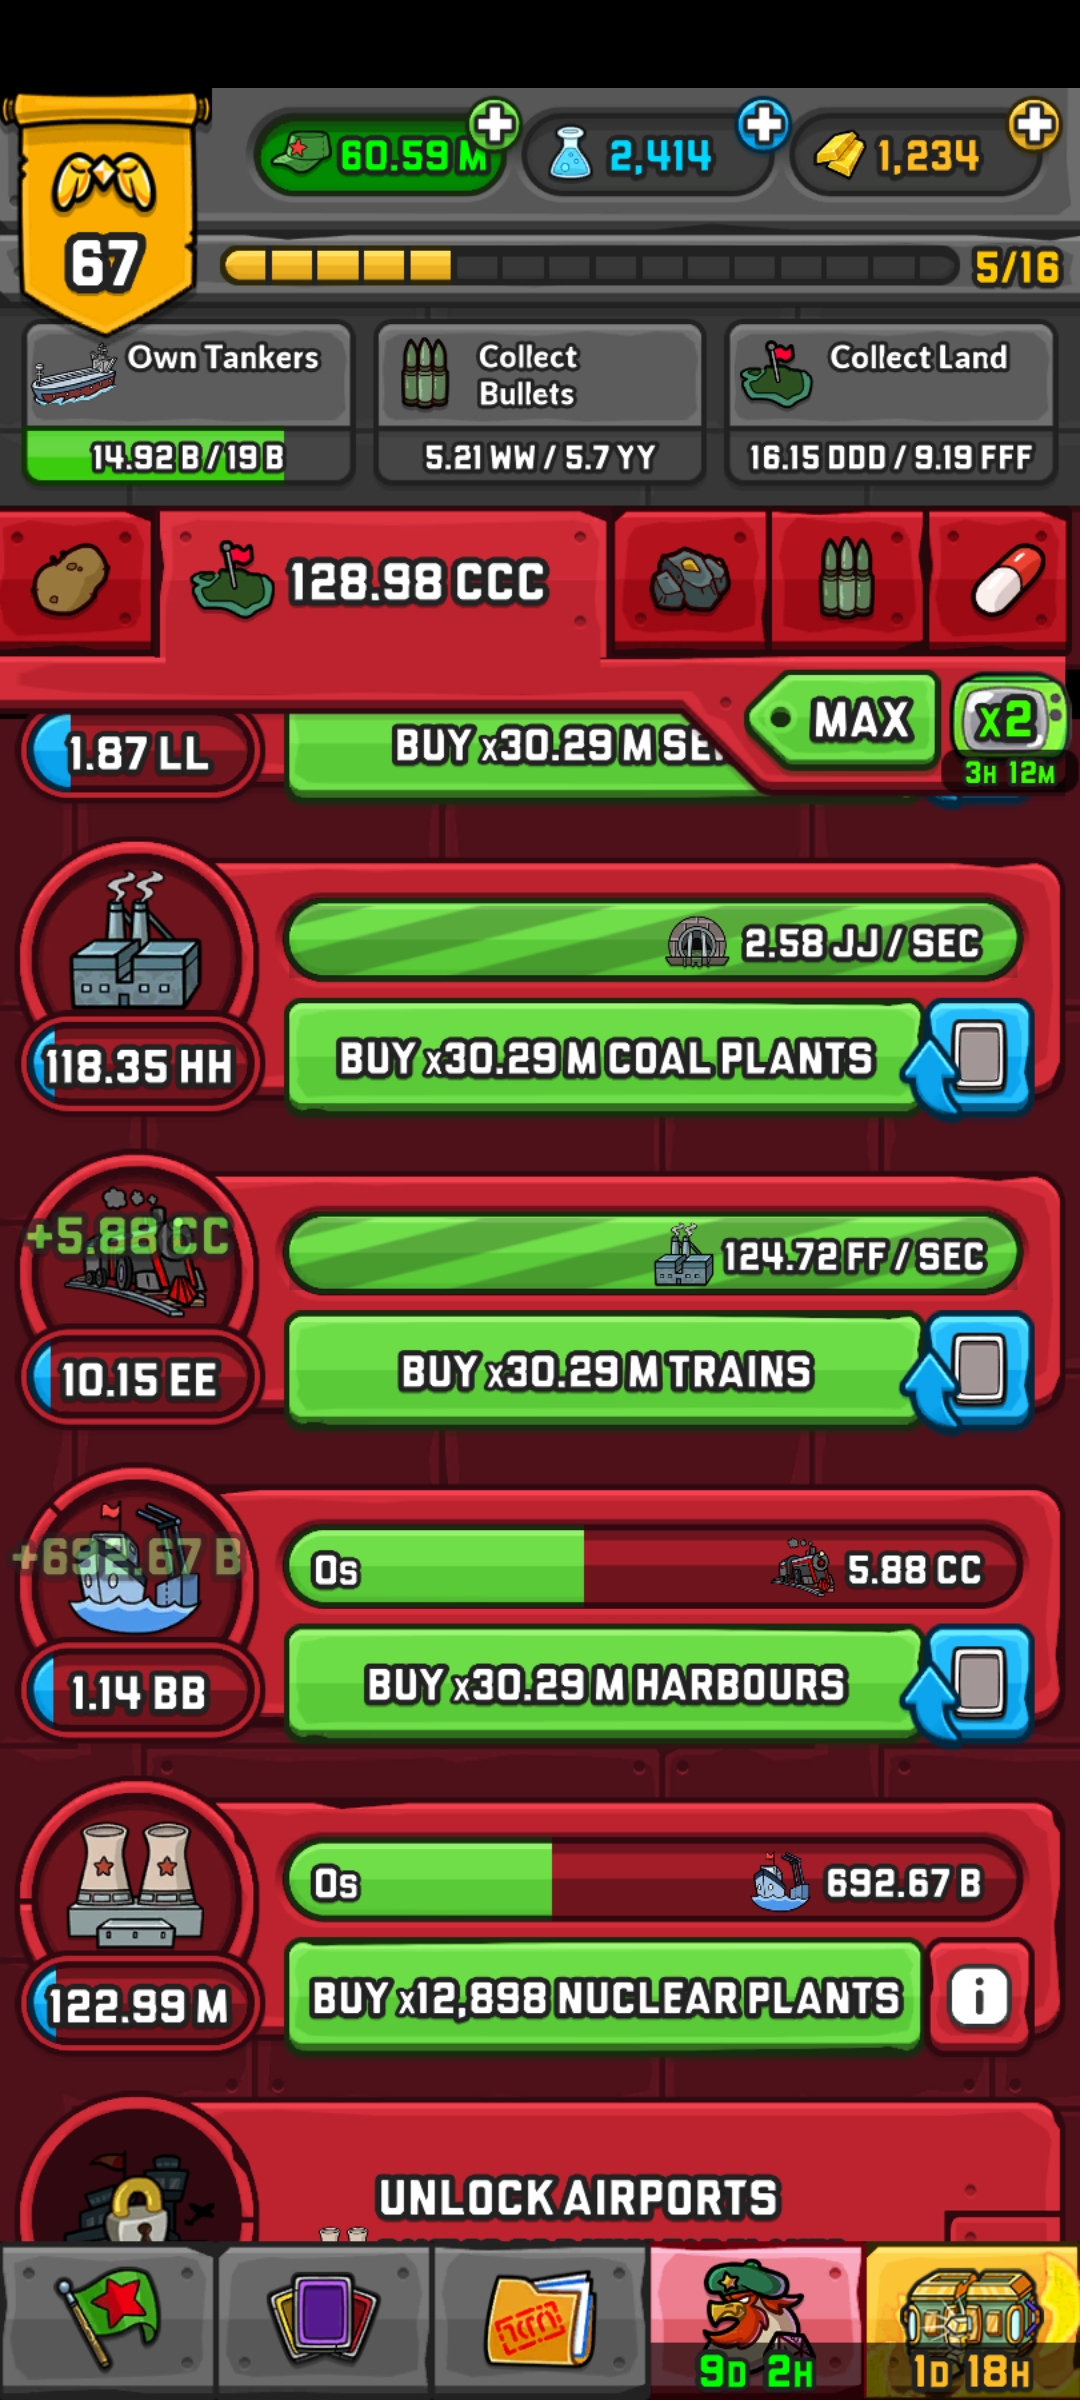 60.59 M
2,414
1,234
67
5/16
Own Tankers
14.92 B / 19 B
Collect
Bullets
5.21 WW / 5.7 YY
Collect Land
16.15 DDD / 9.19 FFF
128.98 CCC
MAX
x2
3H 12M
1.87 LL
BUY x30.29 M
2.58 JJ / SEC
118.35 HH
BUY x30.29 M COAL PLANTS
+5.88 CC
124.72 FF / SEC
10.15 EE
BUY x30.29 M TRAINS
+692.67 B
0s
5.88 CC
1.14 BB
BUY x30.29 M HARBOURS
0s
692.67 B
122.99 M
BUY x12,898 NUCLEAR PLANTS
i
UNLOCK AIRPORTS
9D 2H
1D 18H